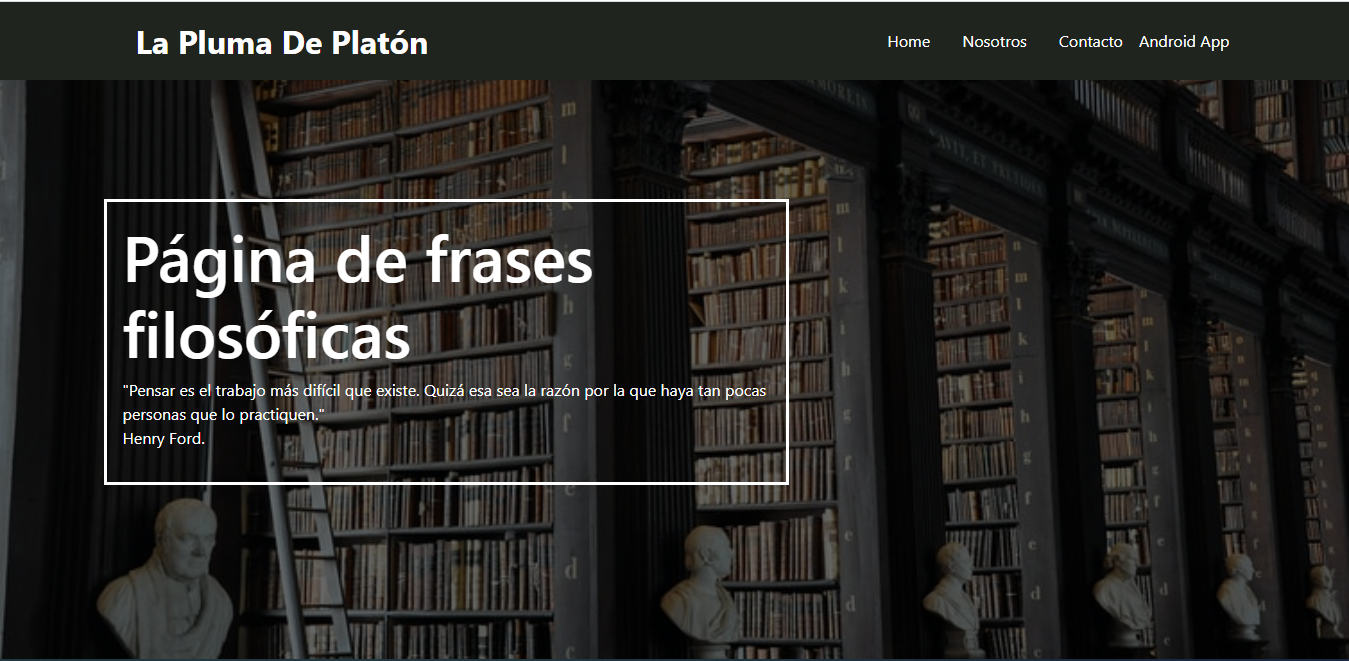 La Pluma De Platón
Home Nosotros Contacto Android App
Página de frases
filosóficas
"Pensar es el trabajo más difícil que existe. Quizá esa sea la razón por la que haya tan pocas
personas que lo practiquen."
Henry Ford.